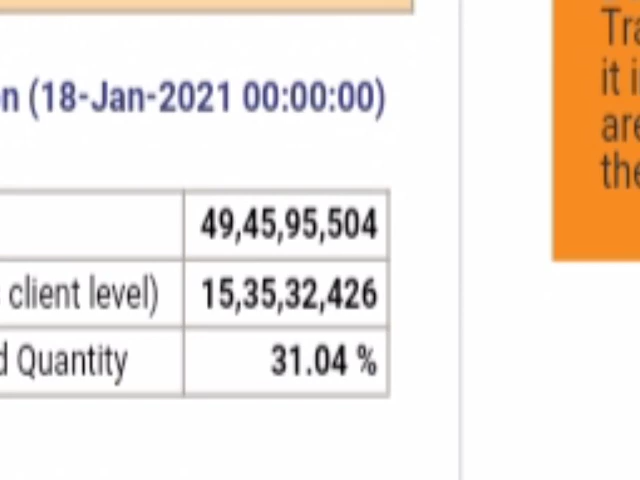 n (18-Jan-2021 00:00:00)
49,45,95,504
client level) 15,35,32,426
d Quantity 31.04 %
Tra
it i
are
the